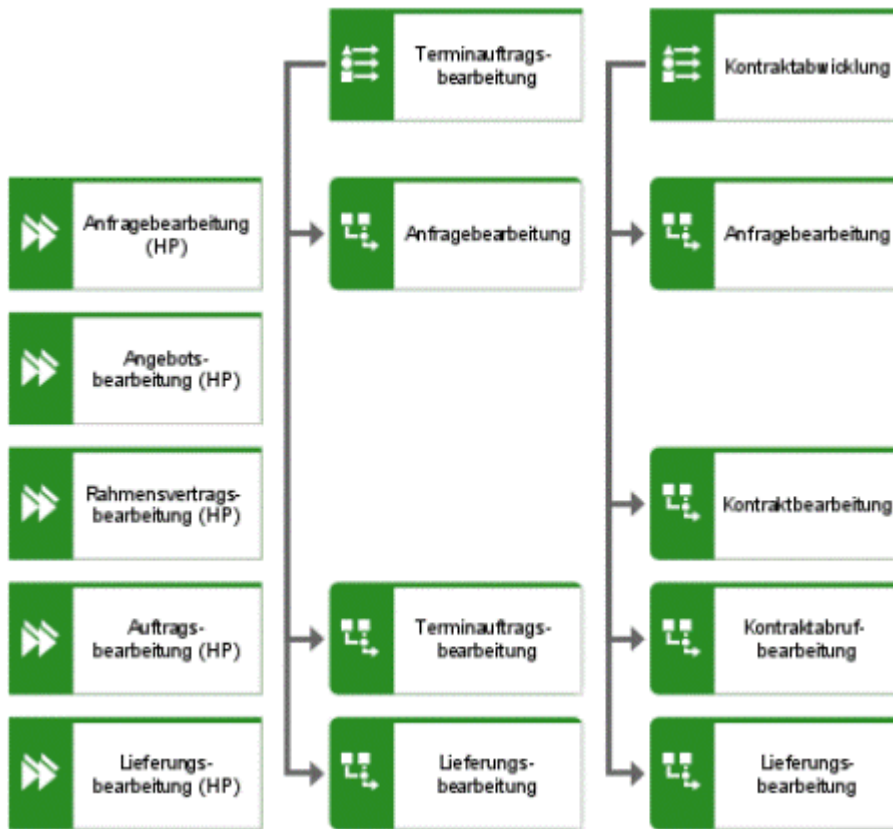 Terminauftrags-
bearbeitung
Kontraktabwicklung
Anfragebearbeitung
(HP)
Anfragebearbeitung
Anfragebearbeitung
Angebots-
bearbeitung (HP)
Rahmensvertrags-
bearbeitung (HP)
Kontraktbearbeitung
Auftrags-
bearbeitung (HP)
Terminauftrags-
bearbeitung
Kontraktabruf-
bearbeitung
Lieferungs-
bearbeitung (HP)
Lieferungs-
bearbeitung
Lieferungs-
bearbeitung